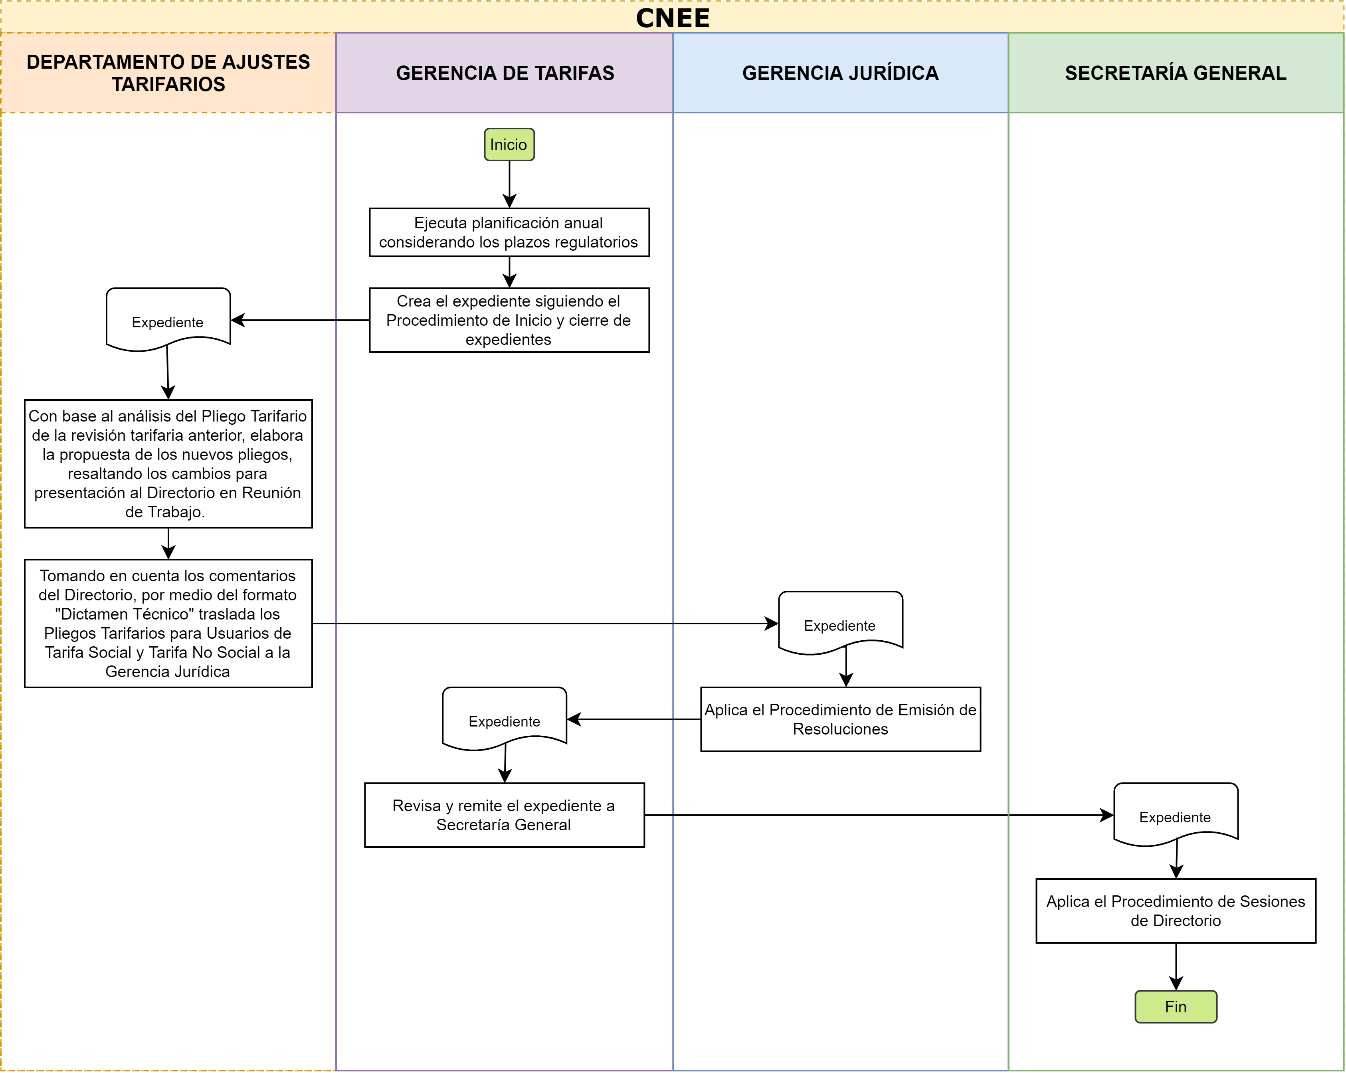 CNEE
DEPARTAMENTO DE AJUSTES
TARIFARIOS
GERENCIA DE TARIFAS
GERENCIA JURÍDICA
SECRETARÍA GENERAL
Inicio
Ejecuta planificación anual
considerando los plazos regulatorios
Crea el expediente siguiendo el
Procedimiento de Inicio y cierre de
expedientes
Expediente
Con base al análisis del Pliego Tarifario
de la revisión tarifaria anterior, elabora
la propuesta de los nuevos pliegos,
resaltando los cambios para
presentación al Directorio en Reunión
de Trabajo.
Tomando en cuenta los comentarios
del Directorio, por medio del formato
"Dictamen Técnico" traslada los
Pliegos Tarifarios para Usuarios de
Tarifa Social y Tarifa No Social a la
Gerencia Jurídica
Expediente
Aplica el Procedimiento de Emisión de
Resoluciones
Expediente
Revisa y remite el expediente a
Secretaría General
Expediente
Aplica el Procedimiento de Sesiones
de Directorio
Fin